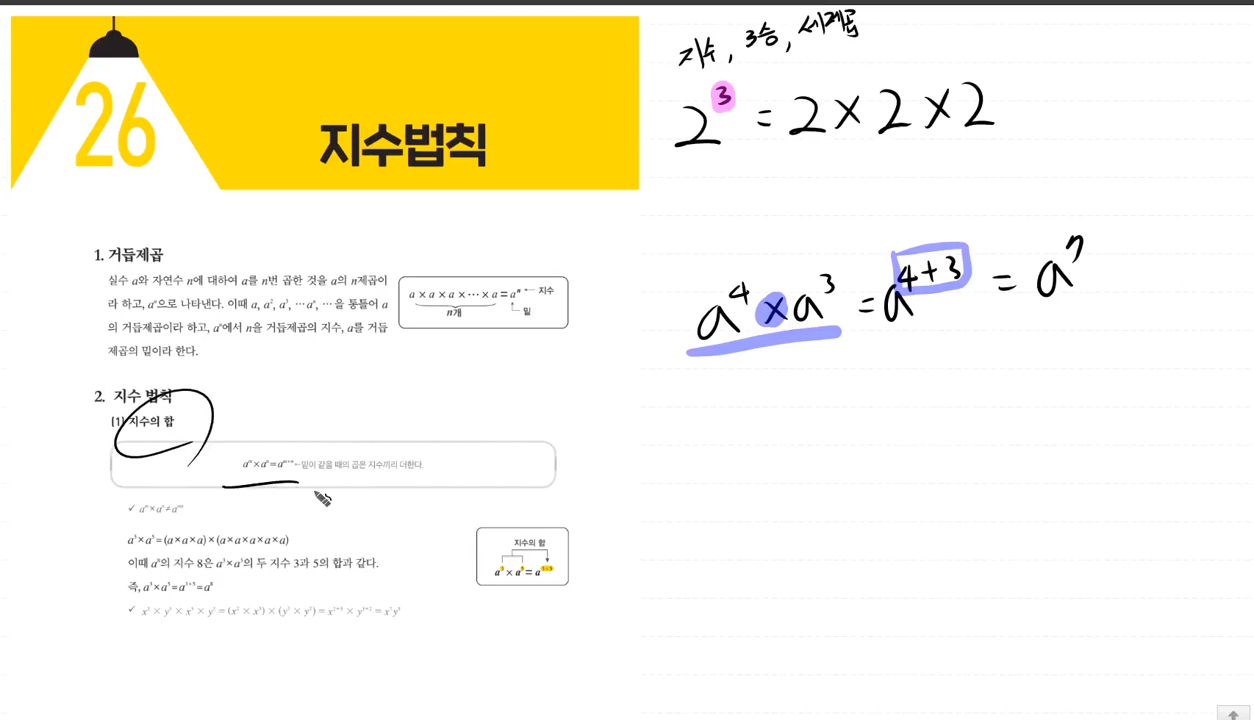 26
지수법칙
1. 거듭제곱
실수 a와 자연수 n에 대하여 a를 n번 곱한 것을 a의 n제곱이
라 하고, aⁿ으로 나타낸다. 이때 a, a², a³, ⋯ aⁿ, ⋯을 통틀어 a
의 거듭제곱이라 하고, aⁿ에서 n을 거듭제곱의 지수, a를 거듭
제곱의 밑이라 한다.
a × a × a × ⋯ × a = aⁿ ← 지수
n개
밑
2. 지수 법칙
(1) 지수의 합
aᵐ×aⁿ=aᵐ⁺ⁿ ←밑이 같을 때의 곱은 지수끼리 더한다.
✓ aᵐ×aⁿ≠aᵐⁿ
a³×a⁵=(a×a×a)×(a×a×a×a×a)
이때 a⁸의 지수 8은 a³×a⁵의 두 지수 3과 5의 합과 같다.
즉, a³×a⁵=a³⁺⁵=a⁸
지수의 합
a³ × a⁵ = a³⁺⁵
지수, 3승, 세제곱
2³ = 2×2×2
a⁴×a³ = a⁴⁺³ = a⁷